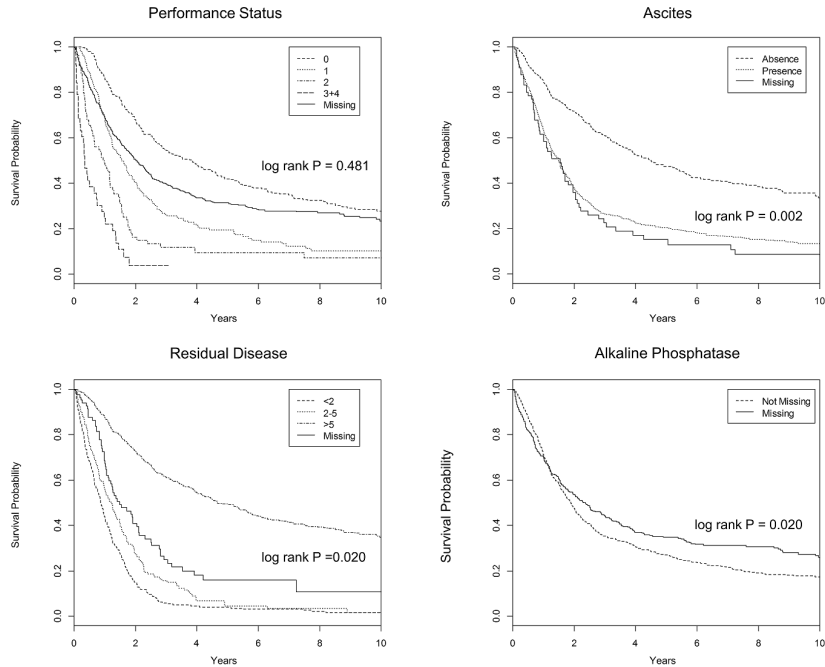 Performance Status
Survival Probability
1.0
0.8
0.6
0.4
0.2
0.0
0
1
2
3+4
Missing
log rank P = 0.481
0 2 4 6 8 10
Years
Ascites
Survival Probability
1.0
0.8
0.6
0.4
0.2
0.0
Absence
Presence
Missing
log rank P = 0.002
0 2 4 6 8 10
Years
Residual Disease
Survival Probability
1.0
0.8
0.6
0.4
0.2
0.0
<2
2-5
>5
Missing
log rank P =0.020
0 2 4 6 8 10
Years
Alkaline Phosphatase
Survival Probability
1.0
0.8
0.6
0.4
0.2
0.0
Not Missing
Missing
log rank P = 0.020
0 2 4 6 8 10
Years